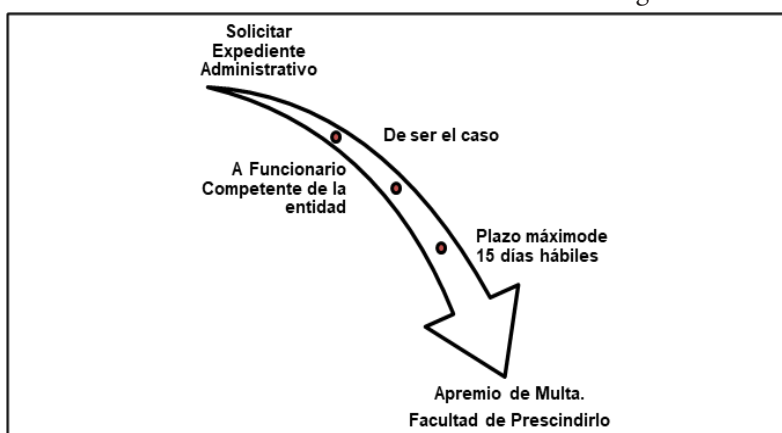 Solicitar
Expediente
Administrativo
De ser el caso
A Funcionario
Competente de la
entidad
Plazo máximode
15 días hábiles
Apremio de Multa.
Facultad de Prescindirlo